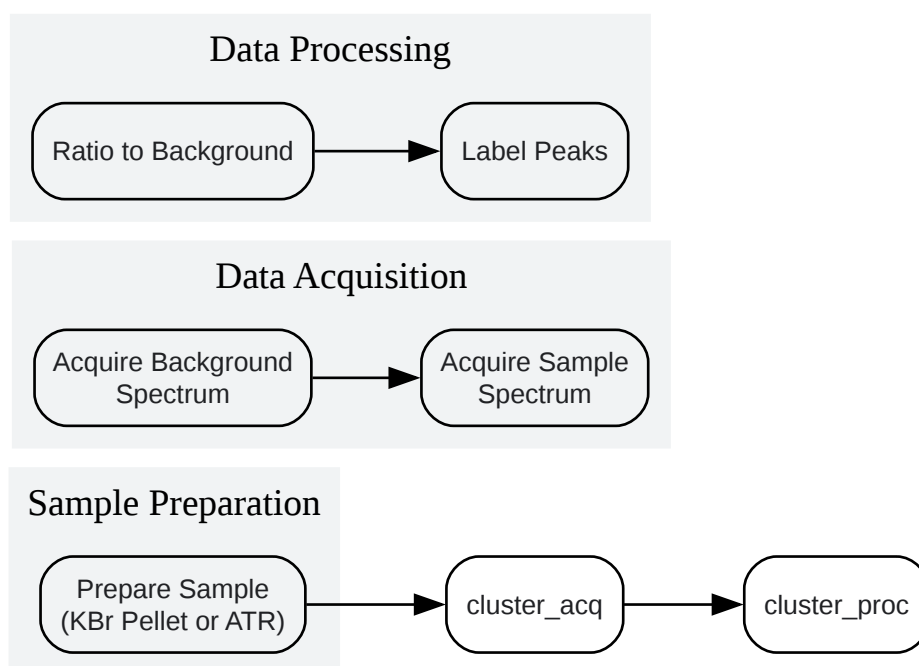 Data Processing
Ratio to Background
Label Peaks
Data Acquisition
Acquire Background
Spectrum
Acquire Sample
Spectrum
Sample Preparation
Prepare Sample
(KBr Pellet or ATR)
cluster_acq
cluster_proc